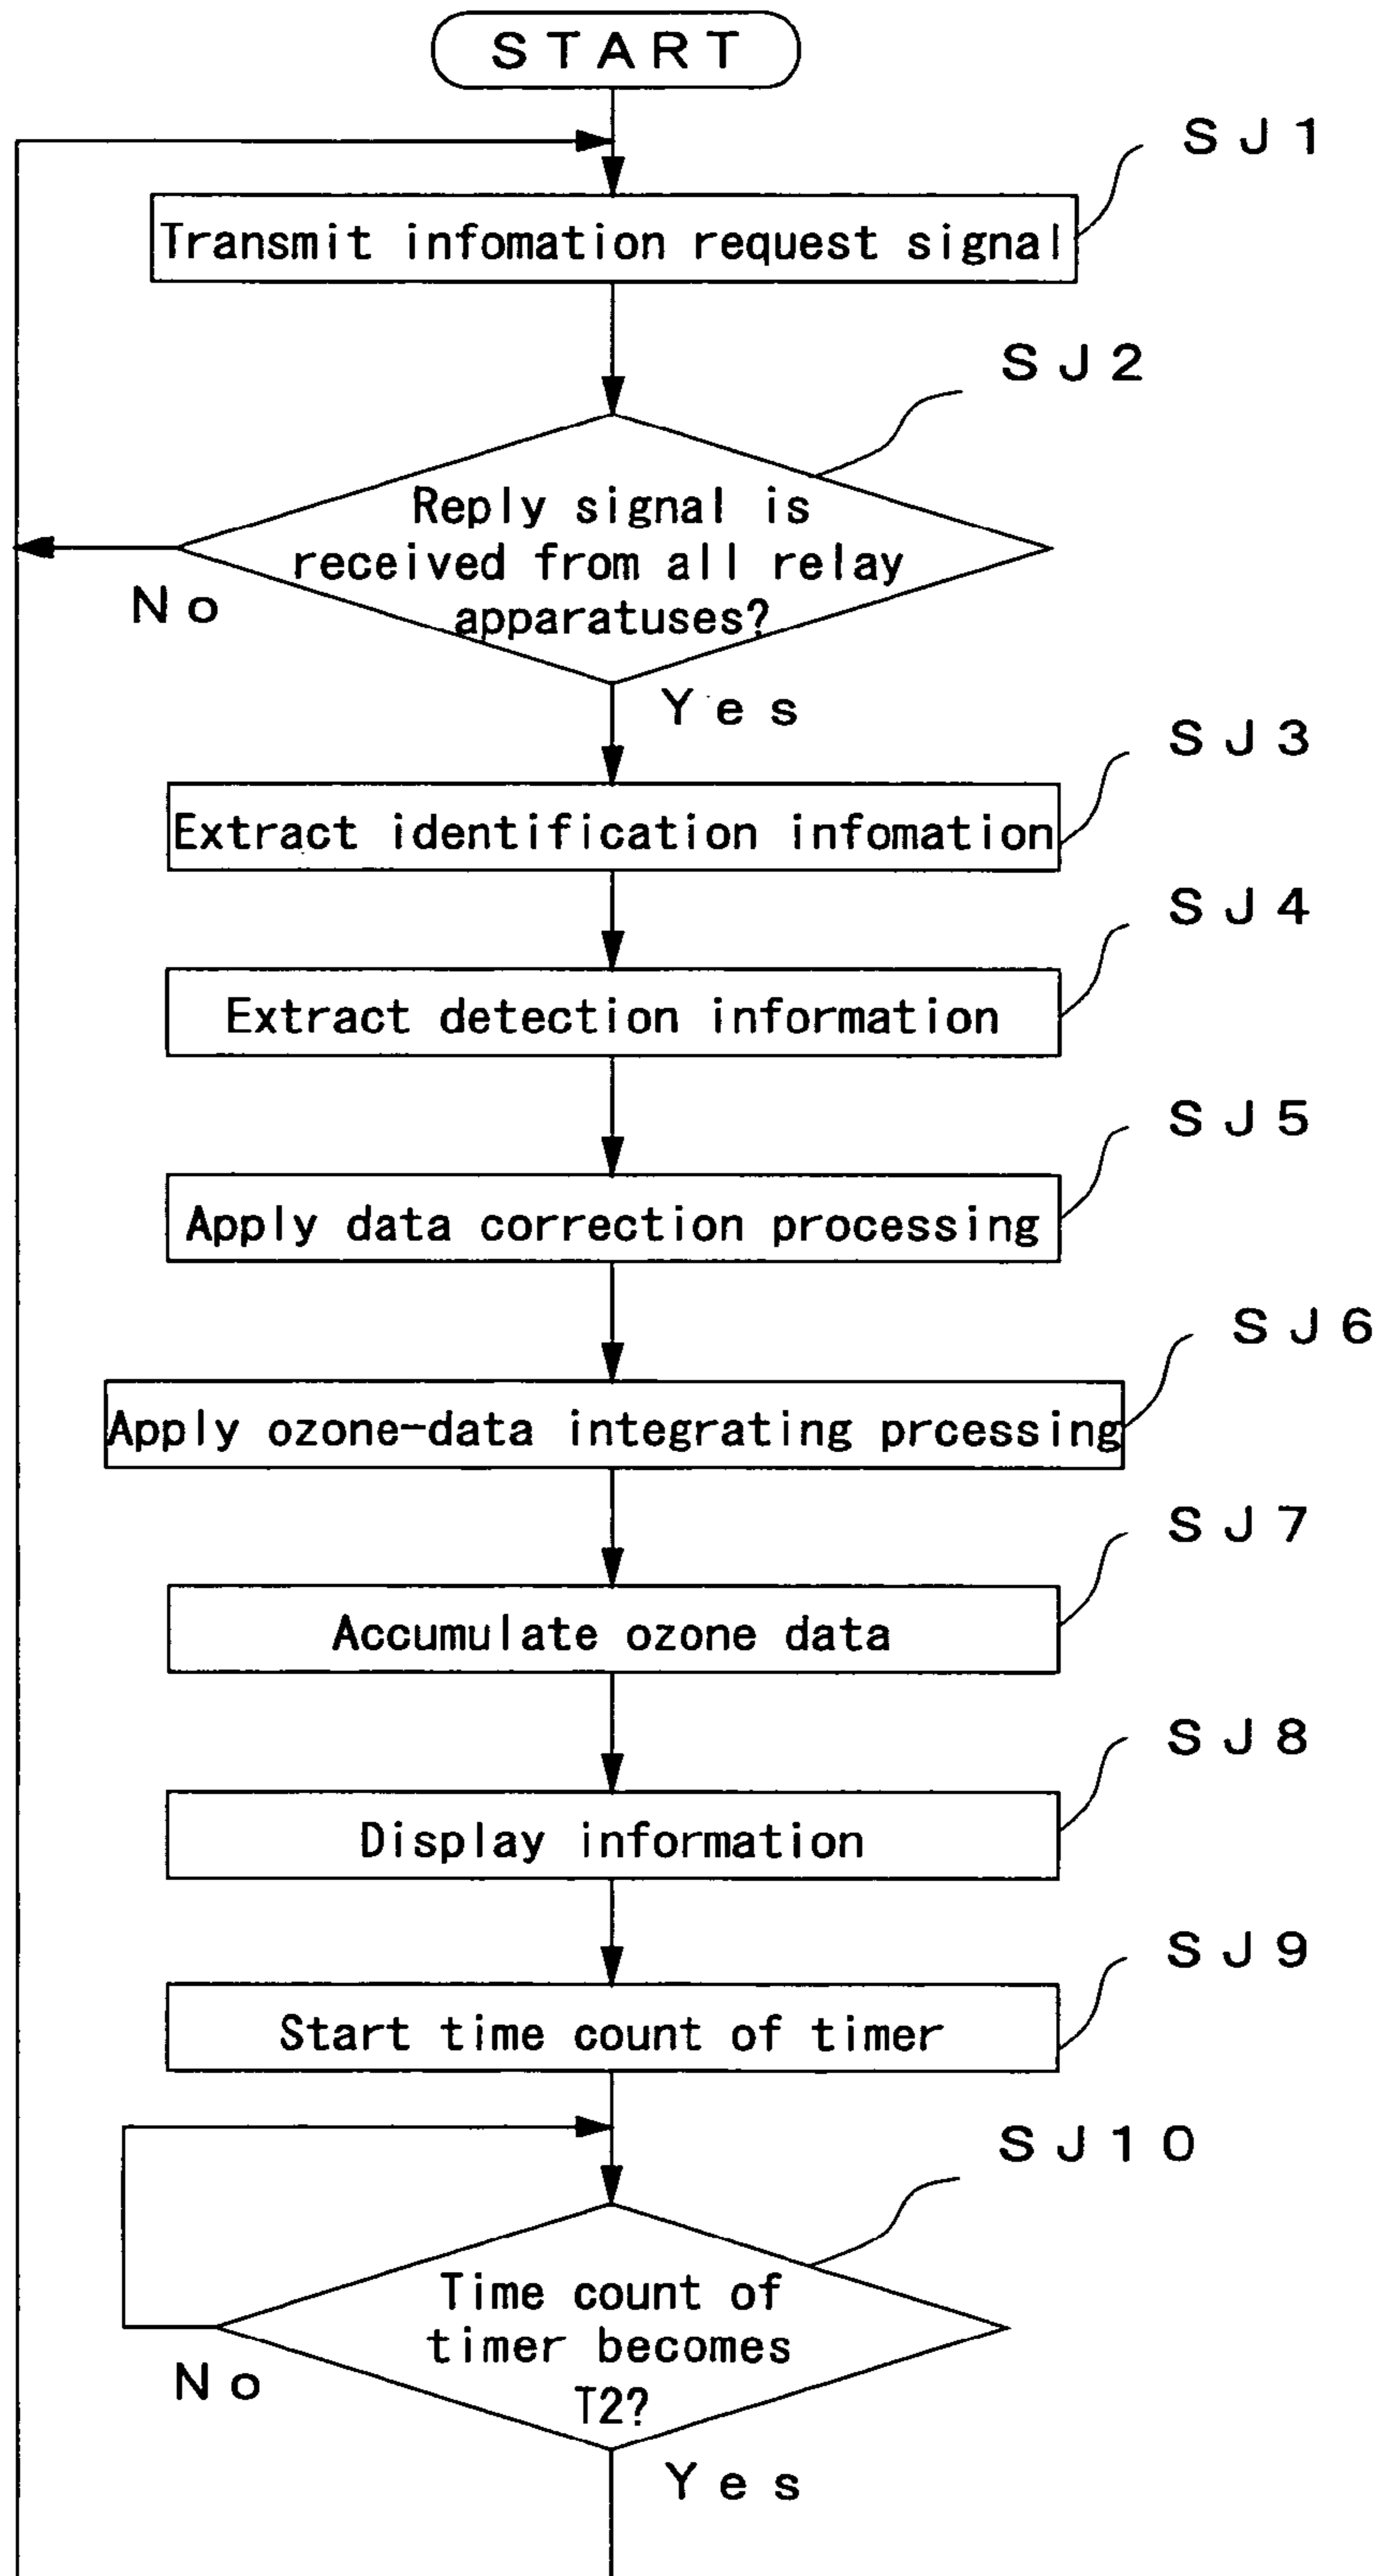 START
SJ1
Transmit infomation request signal
SJ2
Reply signal is
received from all relay
apparatuses?
No
Yes
SJ3
Extract identification infomation
SJ4
Extract detection information
SJ5
Apply data correction processing
SJ6
Apply ozone-data integrating prcessing
SJ7
Accumulate ozone data
SJ8
Display information
SJ9
Start time count of timer
SJ10
Time count of
timer becomes
T2?
No
Yes